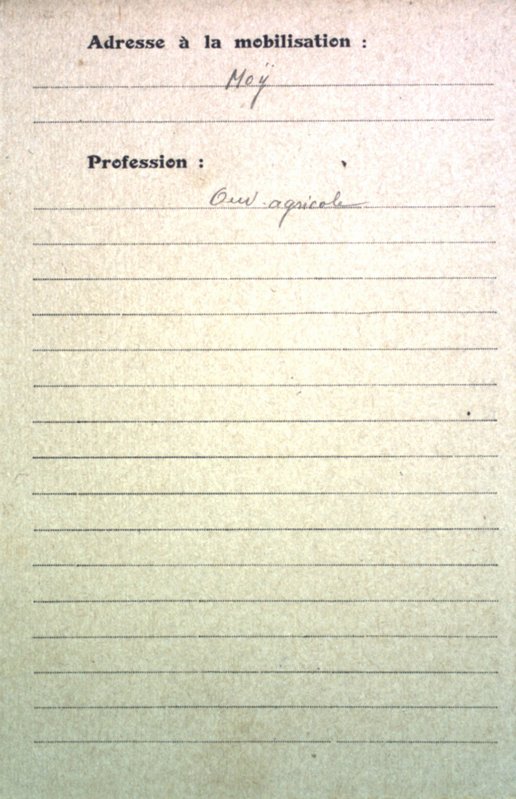 Adresse à la mobilisation :
Moÿ
Profession :
Ouv. agricole